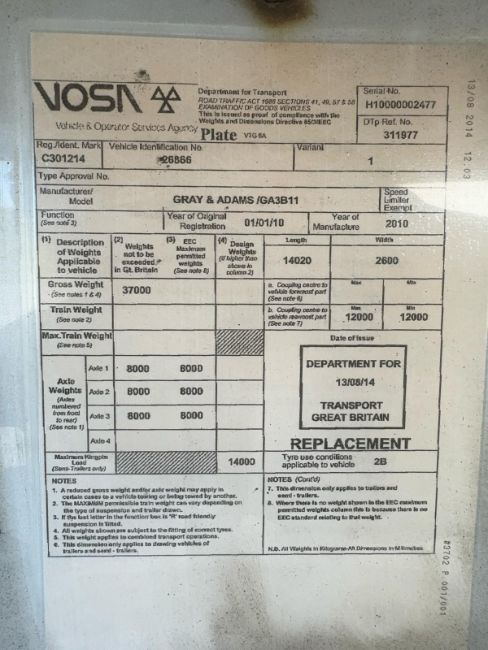 VOSA
Vehicle & Operator Services Agency
Department for Transport
ROAD TRAFFIC ACT 1988 SECTIONS 41, 49, 57 & 58
EXAMINATION OF GOODS VEHICLES
This is issued as proof of compliance with the
Weights and Dimensions Directive
Plate VTG 6A
Serial No.
H10000002477
DTp Ref. No.
311977
Reg./Ident. Mark
C301214
Vehicle Identification No.
26866
Variant
1
Type Approval No.
Manufacturer/
Model
GRAY & ADAMS /GA3B11
Speed
Limiter
Exempt
Function
(See note 3)
Year of Original
Registration
01/01/10
Year of
Manufacture
2010
(1) Description
of Weights
Applicable
to vehicle
(2) Weights
not to be
exceeded
in Gt. Britain
(3) EEC
Maximum
permitted
weights
(See note 8)
(4) Design
Weights
(if higher than
shown in
column 2)
Length
14020
Width
2600
Gross Weight
(See notes 1 & 4)
37000
a. Coupling centre to
vehicle foremost part
(See note 6)
Max
Min
Train Weight
(See note 2)
b. Coupling centre to
vehicle rearmost part
(See note 7)
Max
12000
Min
12000
Max.Train Weight
(See note 5)
Axle
Weights
(Axles
numbered
from front
to rear)
(See note 1)
Axle 1 8000 8000
Axle 2 8000 8000
Axle 3 8000 8000
Axle 4
Maximum Kingpin
Load
(Semi-Trailers only)
14000
Date of issue
DEPARTMENT FOR
13/08/14
TRANSPORT
GREAT BRITAIN
REPLACEMENT
Tyre use conditions
applicable to vehicle
2B
NOTES
1. A reduced gross weight and/or axle weight may apply in
certain cases to a vehicle towing or being towed by another.
2. The MAXIMUM permissible train weight can vary depending on
the type of suspension and trailer drawn.
3. If the last letter in the function box is "R" road friendly
suspension is fitted.
4. All weights shown are subject to the fitting of correct tyres.
5. This weight applies to combined transport operations.
6. This dimension only applies to drawing vehicles of
trailers and semi - trailers.
NOTES (Cont'd)
7. This dimension only applies to trailers and
semi - trailers.
8. Where there is no weight shown in the EEC maximum
permitted weights column this is because there is no
EEC standard relating to that weight.
N.B. All Weights in Kilograms All Dimensions in Millimetres
13/08 2014 12:03
#3702 P.001/001